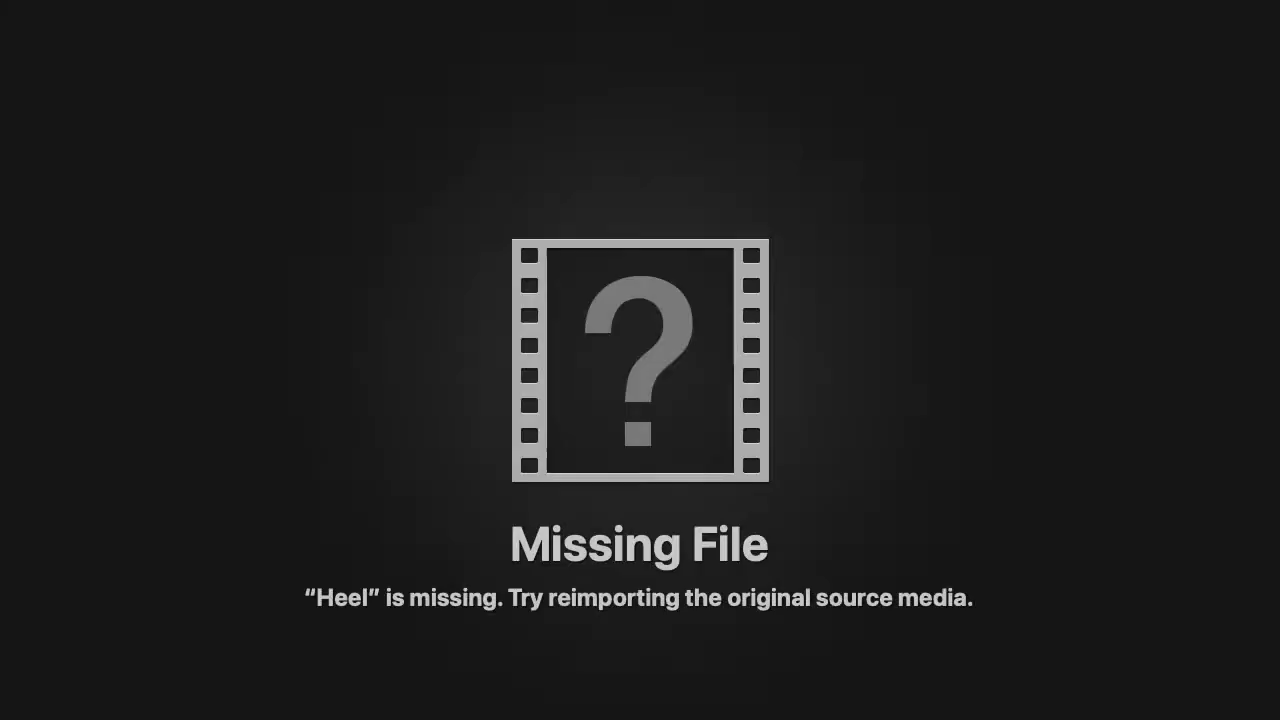 Missing File
“Heel” is missing. Try reimporting the original source media.